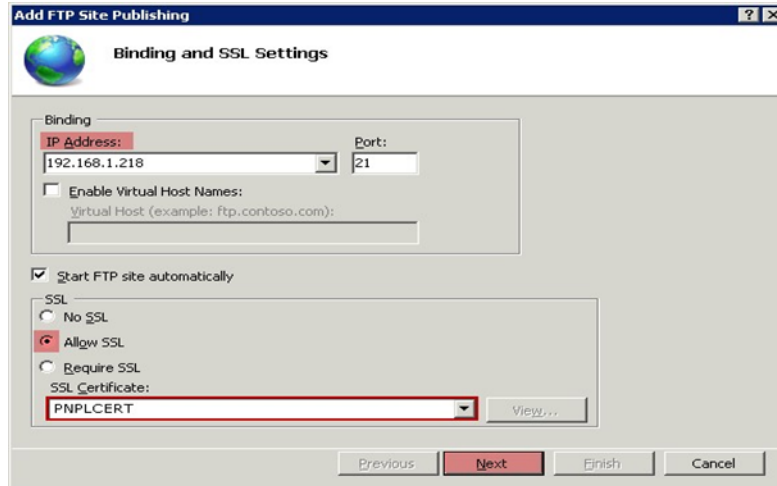 Add FTP Site Publishing
Binding and SSL Settings
Binding
IP Address: Port:
192.168.1.218 21
Enable Virtual Host Names:
Virtual Host (example: ftp.contoso.com):
Start FTP site automatically
SSL
No SSL
Allow SSL
Require SSL
SSL Certificate:
PNPLCERT View...
Previous Next Finish Cancel